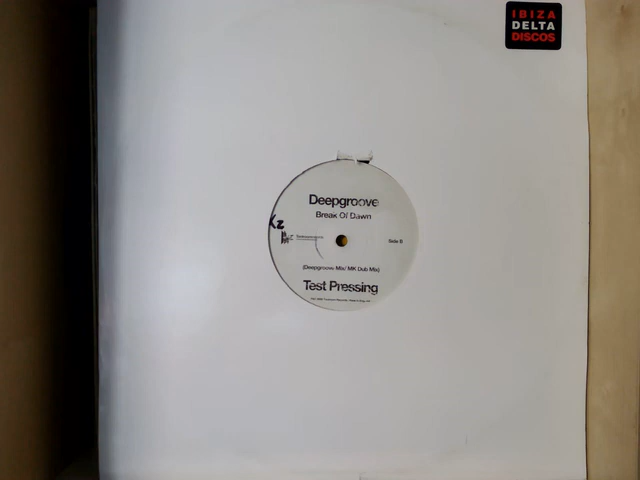 IBIZA
DELTA
DISCOS
Deepgroove
Break Of Dawn
Side B
(Deepgroove Mix/ MK Dub Mix)
Test Pressing